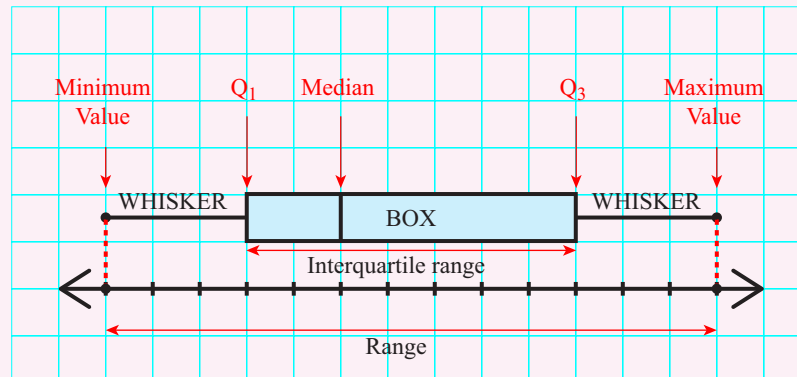 Minimum
Value
Q1
Median
Q3
Maximum
Value
WHISKER
BOX
WHISKER
Interquartile range
Range